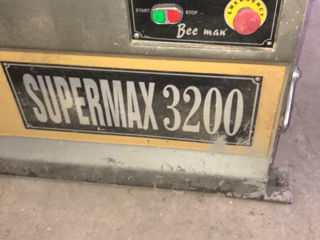 START STOP
EMERGENCY
Bee man
SUPERMAX 3200